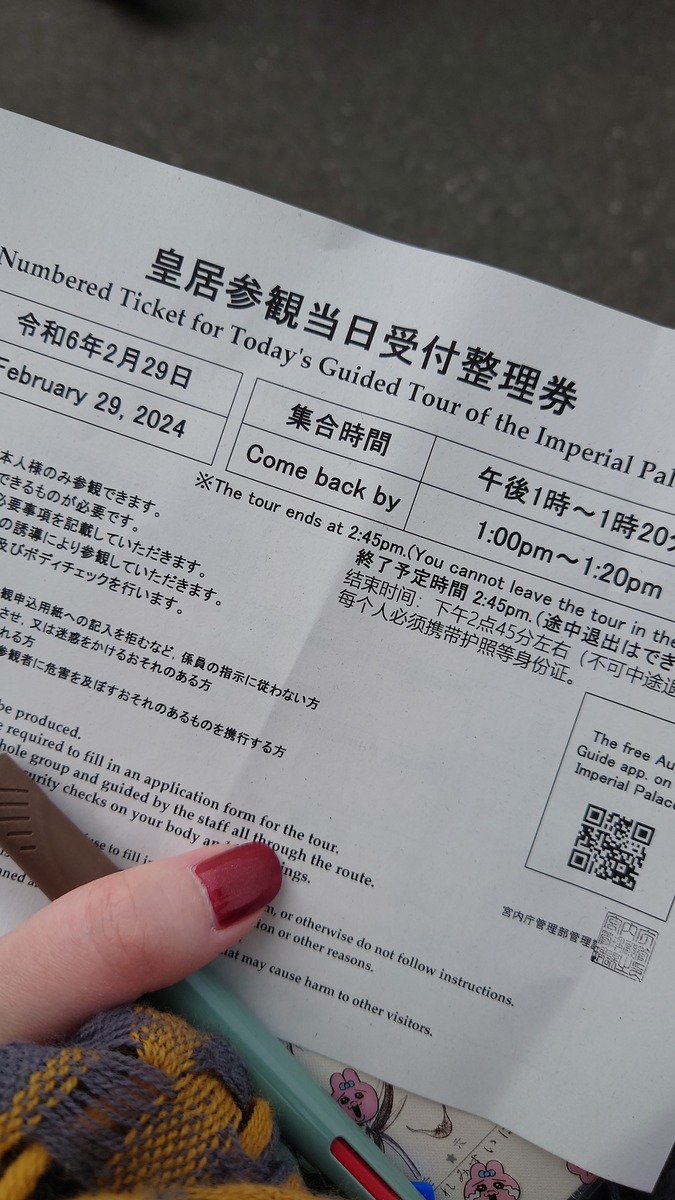 皇居参観当日受付整理券
Numbered Ticket for Today's Guided Tour of the Imperial Pal
令和6年2月29日
February 29, 2024
集合時間
午後1時〜1時20分
Come back by
1:00pm〜1:20pm
※The tour ends at 2:45pm.(You cannot leave the tour in the
終了予定時間 2:45pm.(途中退出はでき
结束时间：下午2点45分左右（不可中途退
每个人必须携带护照等身份证。
本人様のみ参観できます。
できるものが必要です。
必要事項を記載していただきます。
の誘導により参観していただきます。
及びボディチェックを行います。
観申込用紙への記入を拒むなど, 係員の指示に従わない方
させ, 又は迷惑をかけるおそれのある方
れる方
参観者に危害を及ぼすおそれのあるものを携行する方
be produced.
e required to fill in an application form for the tour.
hole group and guided by the staff all through the route.
curity checks on your body
The free Au
Guide app. on
Imperial Palace
use to fill
n, or otherwise do not follow instructions.
ion or other reasons.
hat may cause harm to other visitors.
宮内庁管理部管理